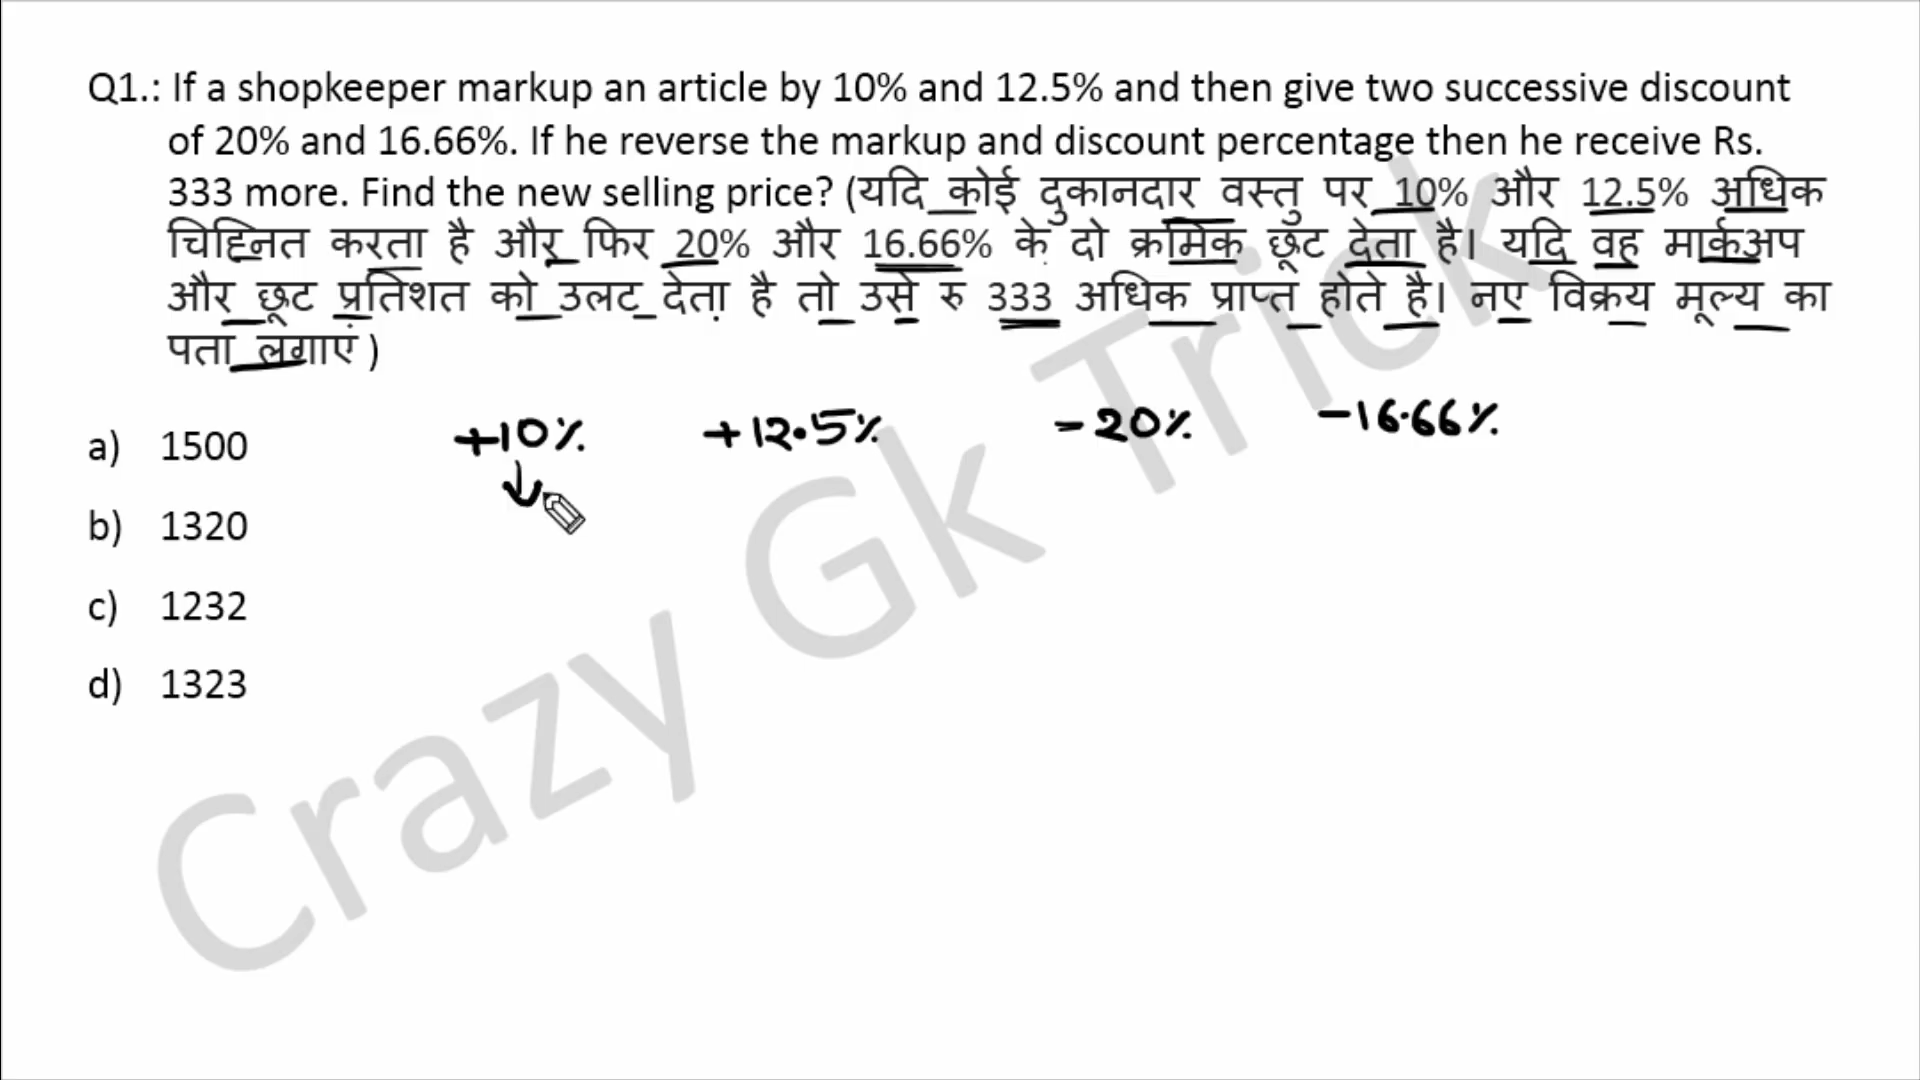 Q1.: If a shopkeeper markup an article by 10% and 12.5% and then give two successive discount
of 20% and 16.66%. If he reverse the markup and discount percentage then he receive Rs.
333 more. Find the new selling price? (यदि कोई दुकानदार वस्तु पर 10% और 12.5% अधिक
चिह्नित करता है और फिर 20% और 16.66% के दो क्रमिक छूट देता है। यदि वह मार्कअप
और छूट प्रतिशत को उलट देता है तो उसे रु 333 अधिक प्राप्त होते है। नए विक्रय मूल्य का
पता लगाएं )
+10% +12.5% -20% -16.66%
a) 1500
b) 1320
c) 1232
d) 1323
Crazy Gk Trick